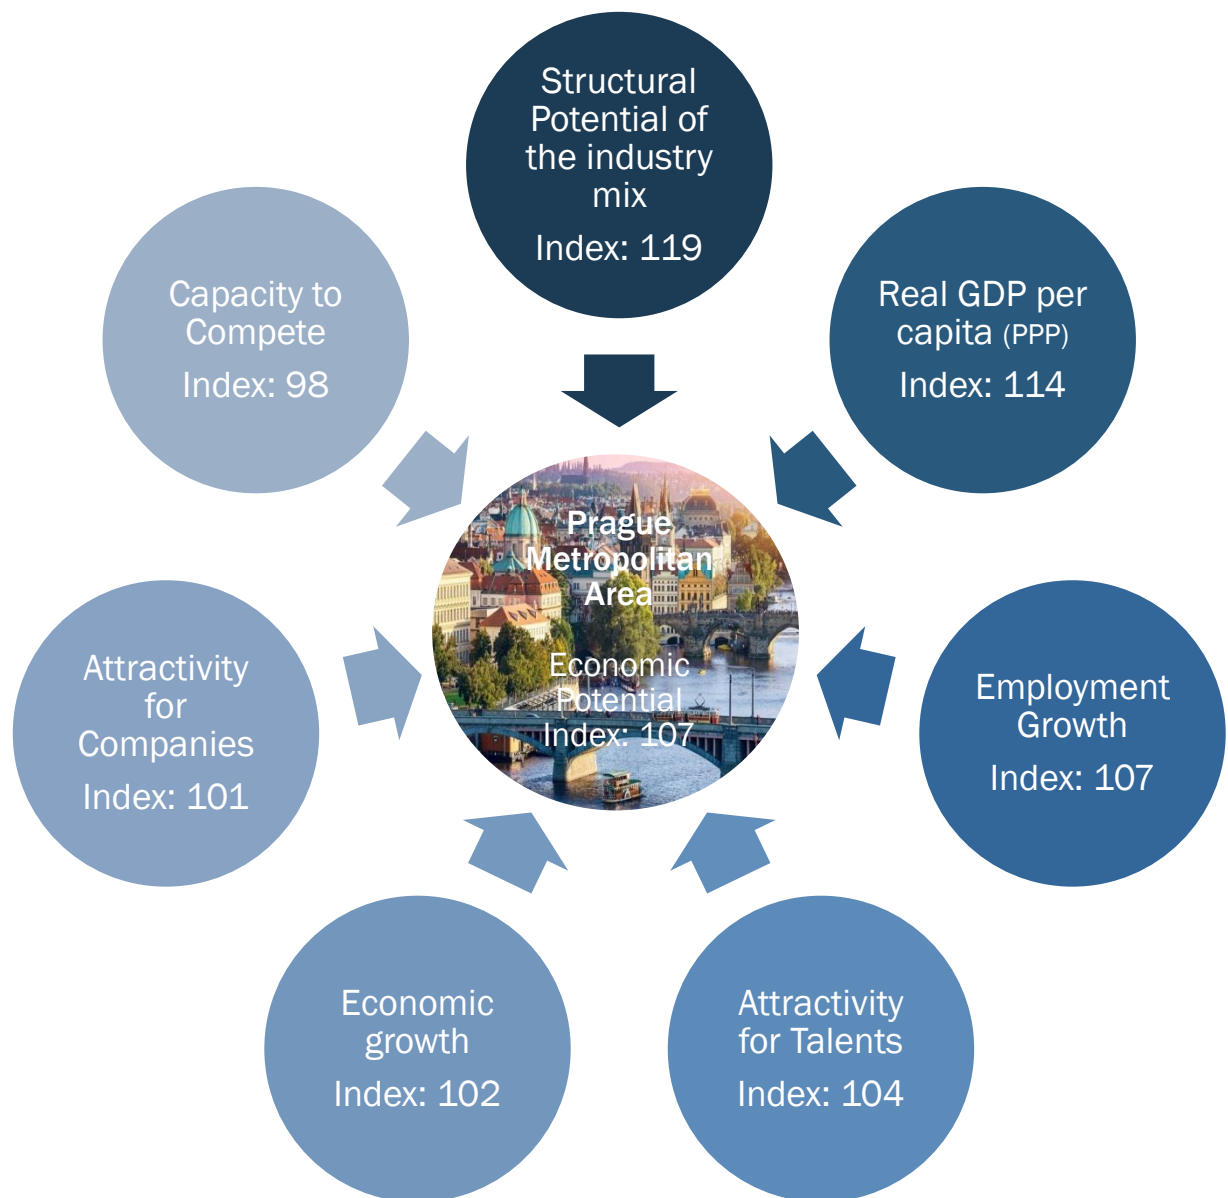 Structural
Potential of
the industry
mix
Index: 119
Real GDP per
capita (PPP)
Index: 114
Employment
Growth
Index: 107
Attractivity
for Talents
Index: 104
Economic
growth
Index: 102
Attractivity
for
Companies
Index: 101
Capacity to
Compete
Index: 98
Prague
Metropolitan
Area
Economic
Potential
Index: 107